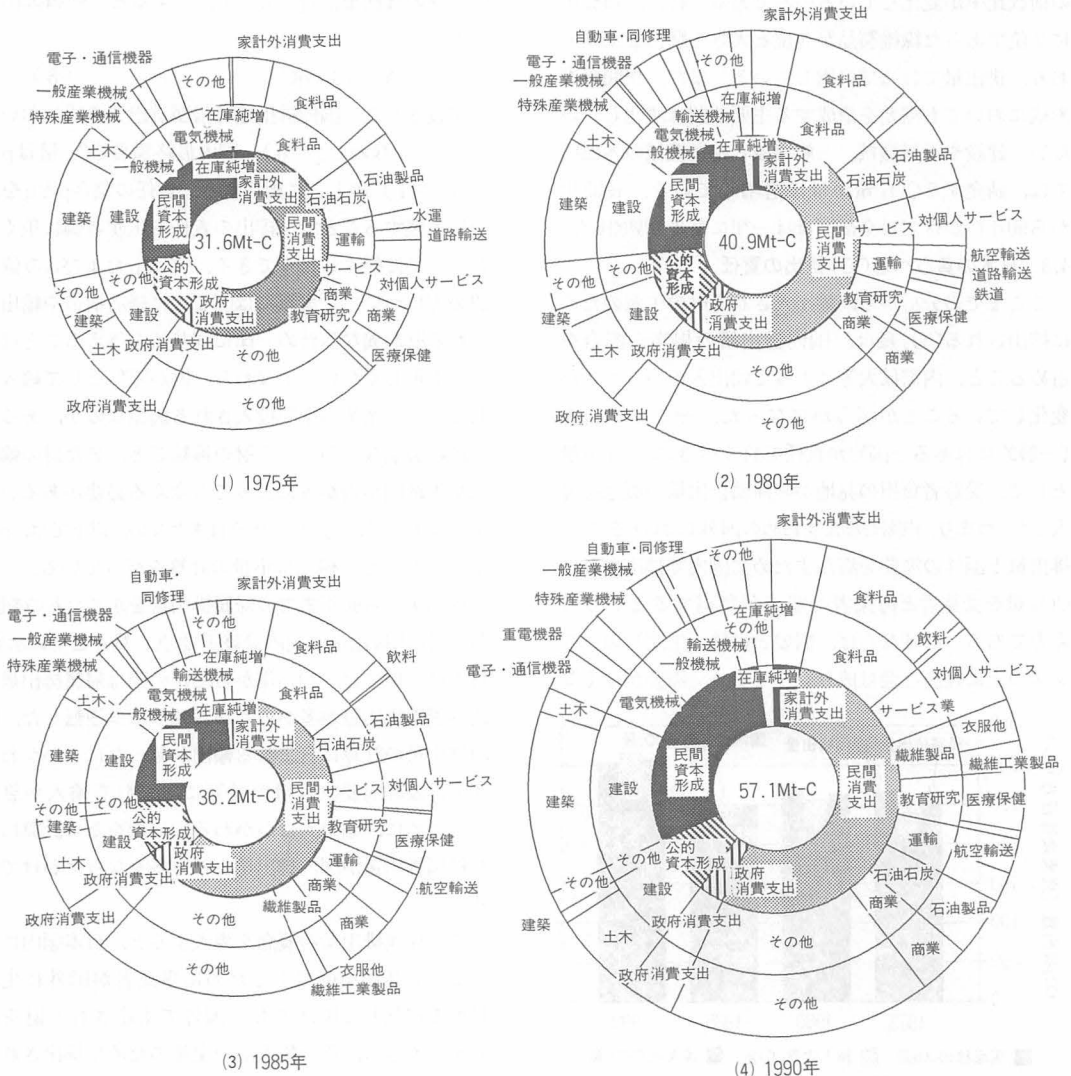 家計外消費支出
電子・通信機器
その他
一般産業機械
食料品
特殊産業機械
在庫純増
電気機械
食料品
土木
一般機械
在庫純増
石油製品
家計外
消費支出
石油石炭
建築
建設
民間
資本
形成
水運
31.6Mt-C
民間
消費
支出
運輸
道路輸送
その他
その他
公的
資本形成
サービス
対個人サービス
建築
建設
政府
消費支出
商業
教育研究
商業
土木
政府消費支出
その他
医療保健
政府消費支出
その他
(1) 1975年
家計外消費支出
自動車・同修理
電子・通信機器
その他
一般産業機械
食料品
特殊産業機械
輸送機械
在庫純増
電気機械
食料品
土木
一般機械
在庫純増
家計外
消費支出
石油製品
石油石炭
建築
建設
民間
資本
形成
対個人サービス
40.9Mt-C
民間
消費
支出
サービス
航空輸送
運輸
道路輸送
その他
その他
公的
資本
形成
鉄道
建築
建設
政府
消費支出
教育研究
医療保健
商業
土木
政府消費支出
その他
商業
政府消費支出
その他
(2) 1980年
家計外消費支出
自動車・
同修理
電子・通信機器
その他
一般産業機械
食料品
特殊産業機械
在庫純増
飲料
輸送機械
電気機械
食料品
土木
一般機械
在庫純増
石油製品
家計外
消費支出
石油石炭
建築
建設
民間
資本
形成
36.2Mt-C
民間
消費
支出
サービス
対個人サービス
その他
その他
公的
資本形成
建築
教育研究
建設
医療保健
土木
政府
消費支出
運輸
航空輸送
政府消費支出
商業
政府消費支出
その他
繊維製品
商業
その他
衣服他
繊維工業製品
(3) 1985年
家計外消費支出
自動車・同修理
その他
一般産業機械
食料品
特殊産業機械
在庫純増
飲料
重電機器
輸送機械
その他
食料品
電子・通信機器
一般機械
在庫純増
対個人サービス
電気機械
家計外
消費支出
サービス業
土木
衣服他
民間
資本
形成
繊維製品
繊維工業製品
建築
建設
57.1Mt-C
民間
消費
支出
教育研究
医療保健
運輸
航空輸送
その他
その他
公的
資本形成
石油石炭
建築
建設
政府
消費支出
商業
石油製品
土木
政府消費支出
その他
商業
政府消費支出
その他
(4) 1990年